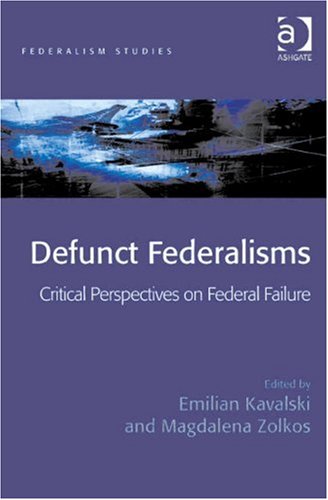 FEDERALISM STUDIES
a
ASHGATE
Defunct Federalisms
Critical Perspectives on Federal Failure
Edited by
Emilian Kavalski
and Magdalena Zolkos